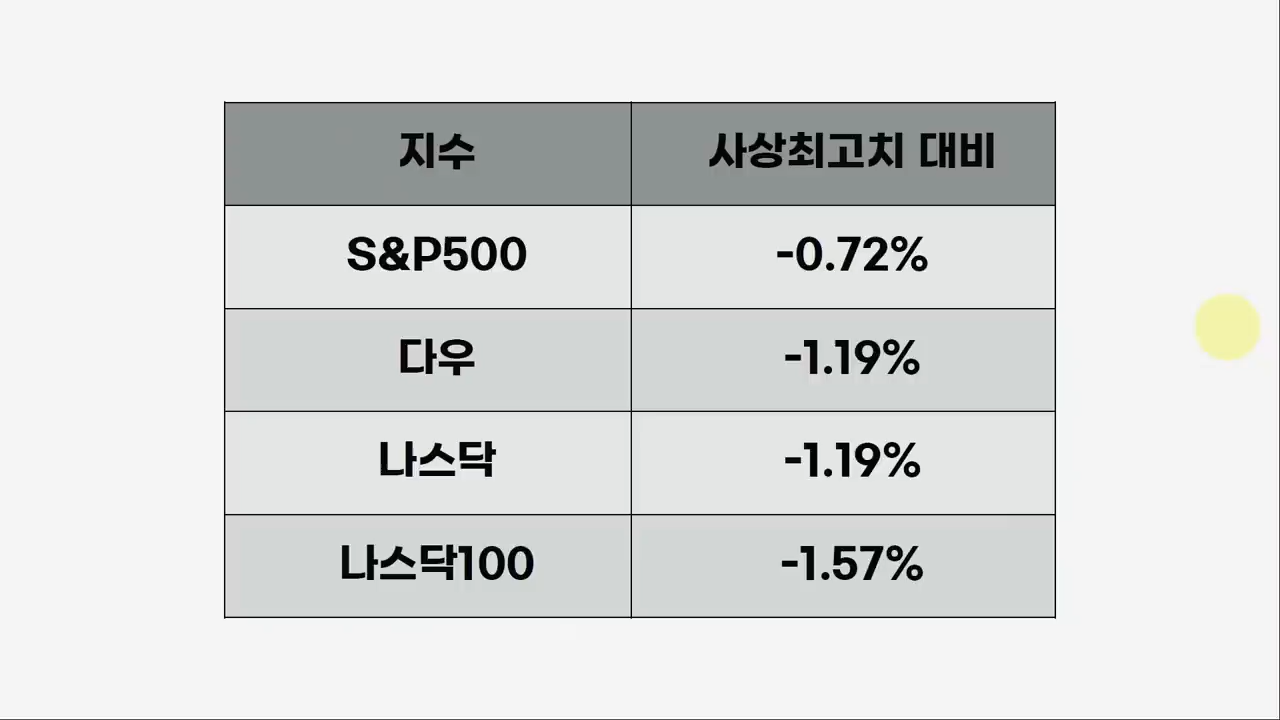 지수 사상최고치 대비
S&P500 -0.72%
다우 -1.19%
나스닥 -1.19%
나스닥100 -1.57%